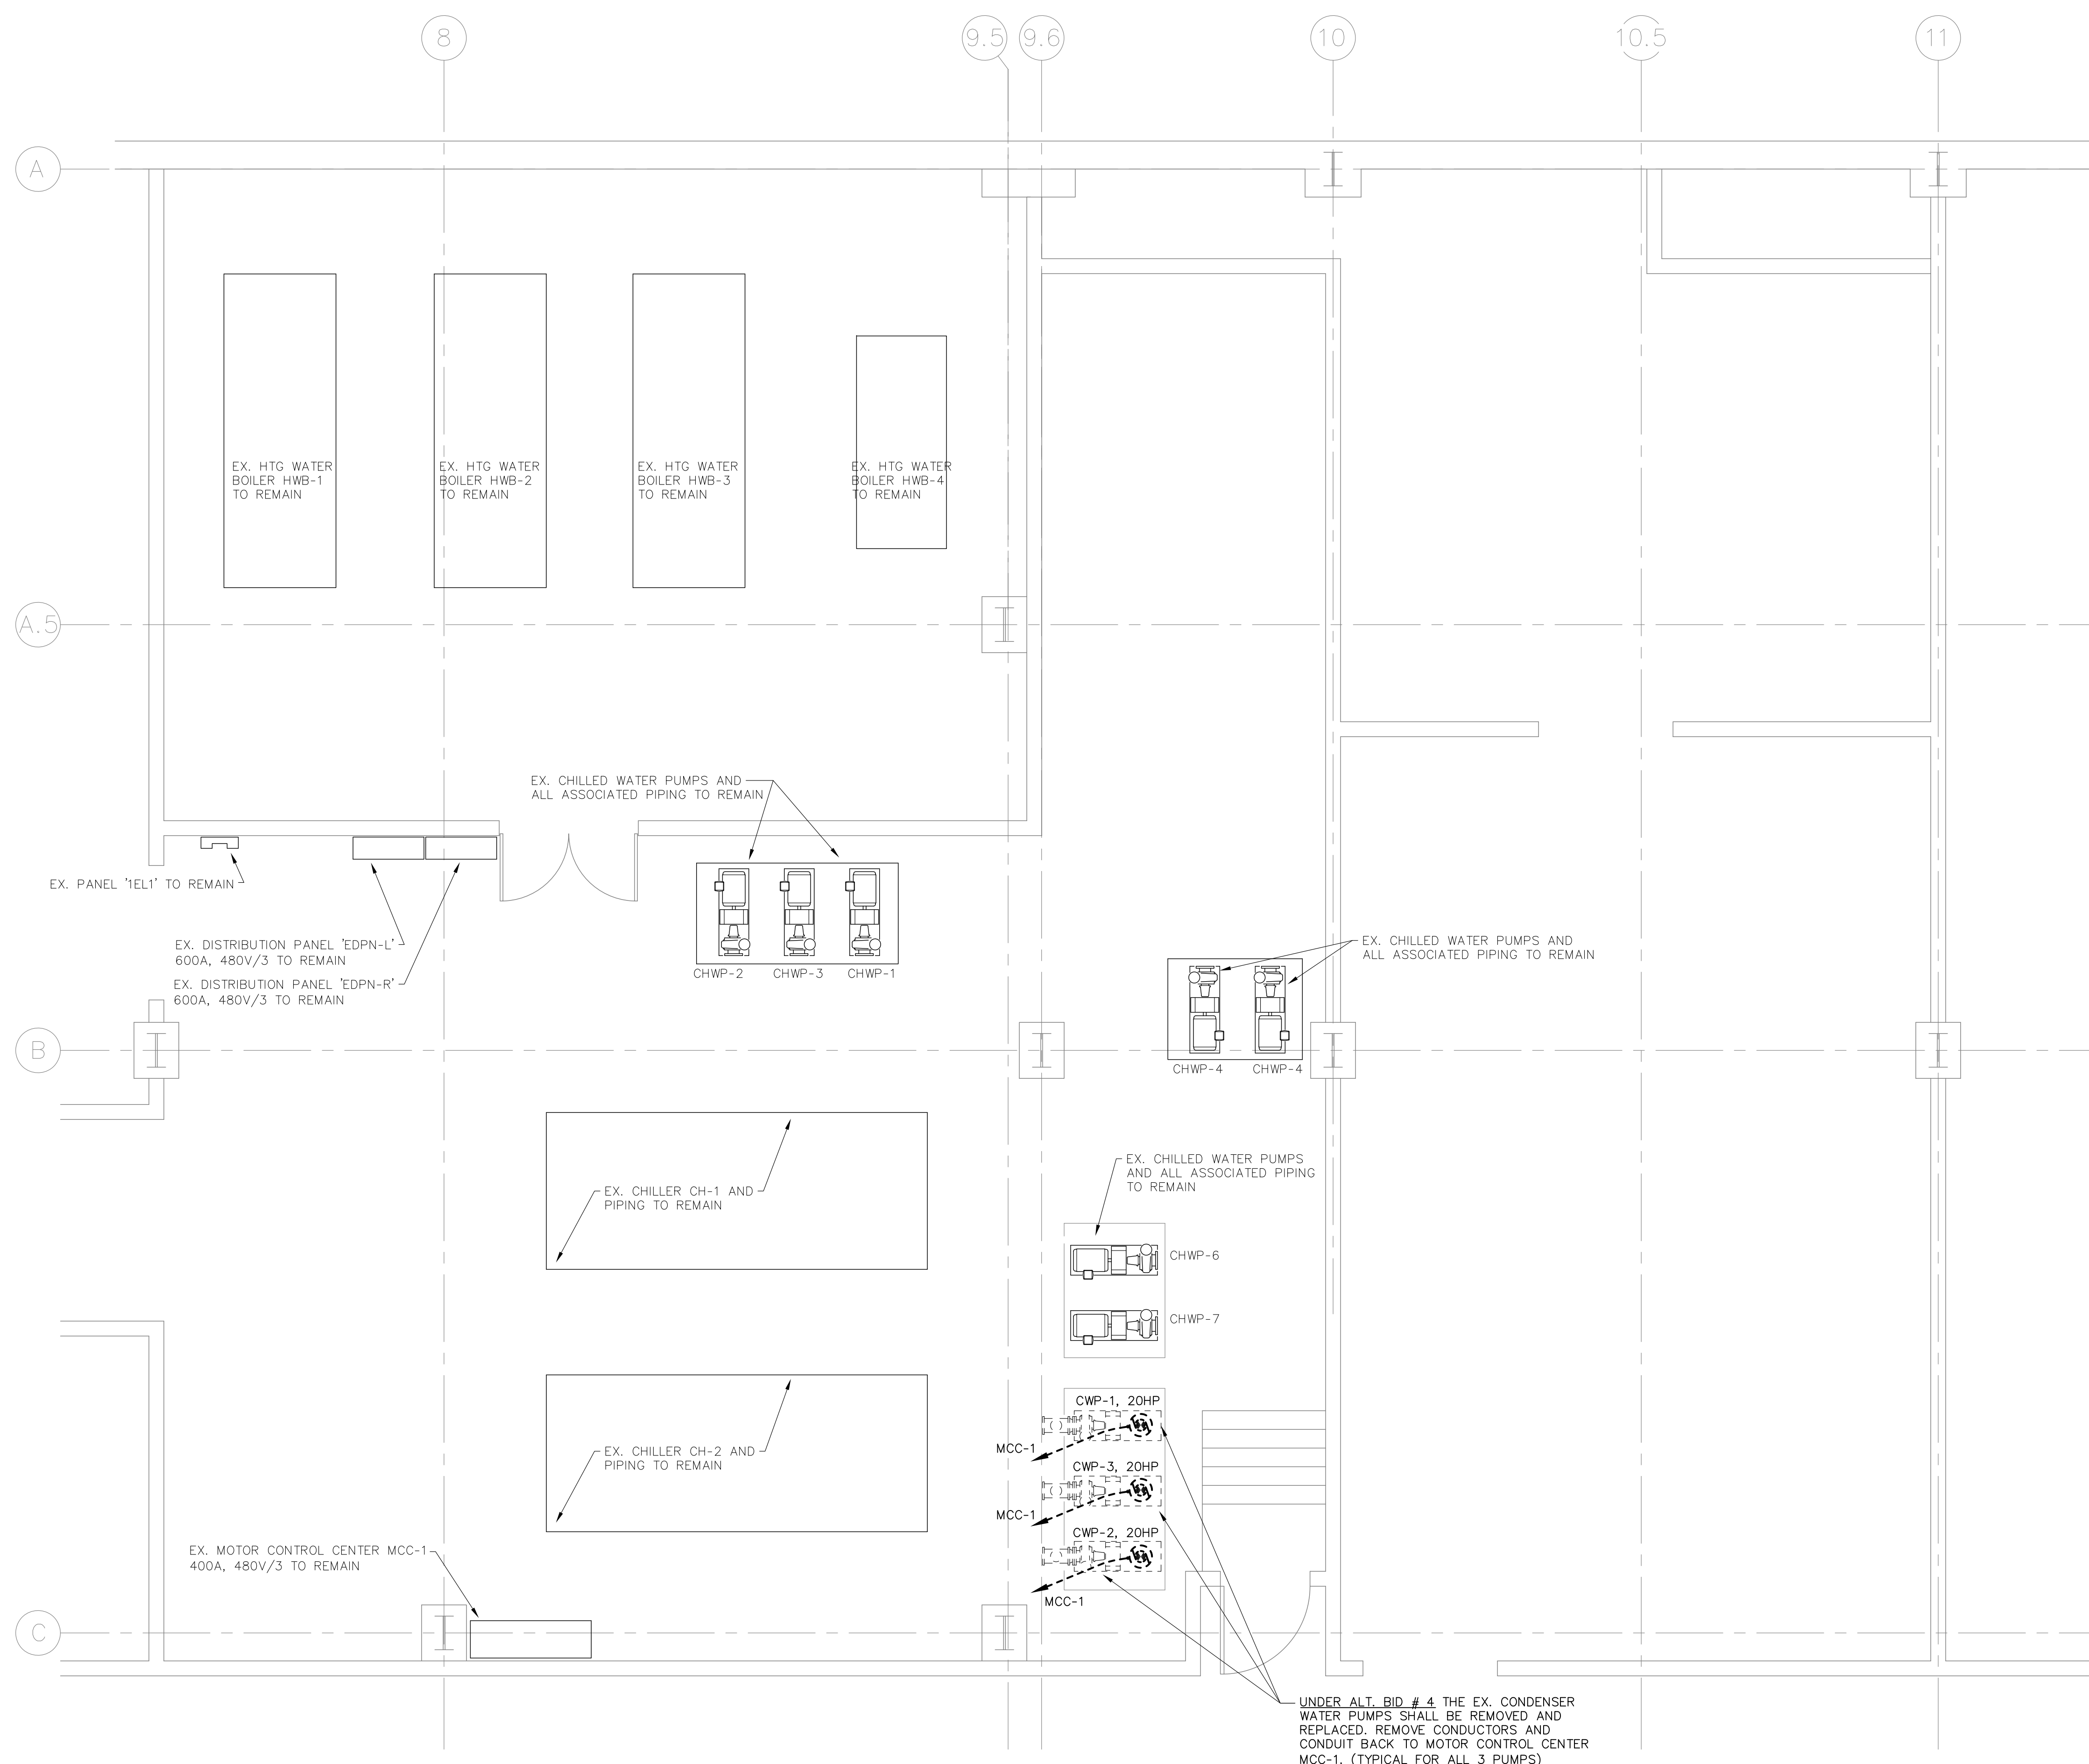 8
9.5
9.6
10
10.5
11
A
EX. HTG WATER
BOILER HWB-1
TO REMAIN
EX. HTG WATER
BOILER HWB-2
TO REMAIN
EX. HTG WATER
BOILER HWB-3
TO REMAIN
EX. HTG WATER
BOILER HWB-4
TO REMAIN
A.5
EX. CHILLED WATER PUMPS AND
ALL ASSOCIATED PIPING TO REMAIN
EX. PANEL '1EL1' TO REMAIN
EX. DISTRIBUTION PANEL 'EDPN-L'
600A, 480V/3 TO REMAIN
EX. DISTRIBUTION PANEL 'EDPN-R'
600A, 480V/3 TO REMAIN
CHWP-2
CHWP-3
CHWP-1
EX. CHILLED WATER PUMPS AND
ALL ASSOCIATED PIPING TO REMAIN
B
CHWP-4
CHWP-4
EX. CHILLED WATER PUMPS
AND ALL ASSOCIATED PIPING
TO REMAIN
EX. CHILLER CH-1 AND
PIPING TO REMAIN
CHWP-6
CHWP-7
CWP-1, 20HP
MCC-1
EX. CHILLER CH-2 AND
PIPING TO REMAIN
CWP-3, 20HP
MCC-1
CWP-2, 20HP
MCC-1
EX. MOTOR CONTROL CENTER MCC-1
400A, 480V/3 TO REMAIN
C
UNDER ALT. BID # 4 THE EX. CONDENSER
WATER PUMPS SHALL BE REMOVED AND
REPLACED. REMOVE CONDUCTORS AND
CONDUIT BACK TO MOTOR CONTROL CENTER
MCC-1. (TYPICAL FOR ALL 3 PUMPS)